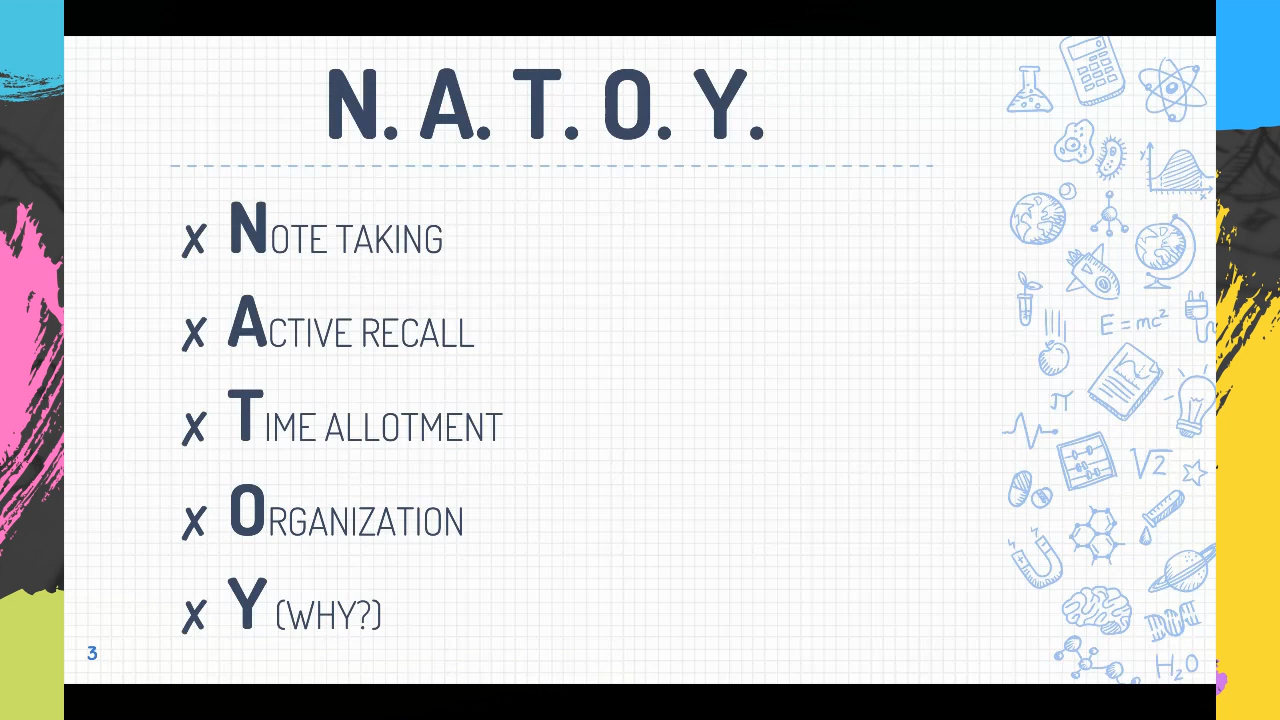 N. A. T. O. Y.
✗ NOTE TAKING
✗ ACTIVE RECALL
✗ TIME ALLOTMENT
✗ ORGANIZATION
✗ Y (WHY?)
3
y
x
E = mc²
π
√2
H₂O